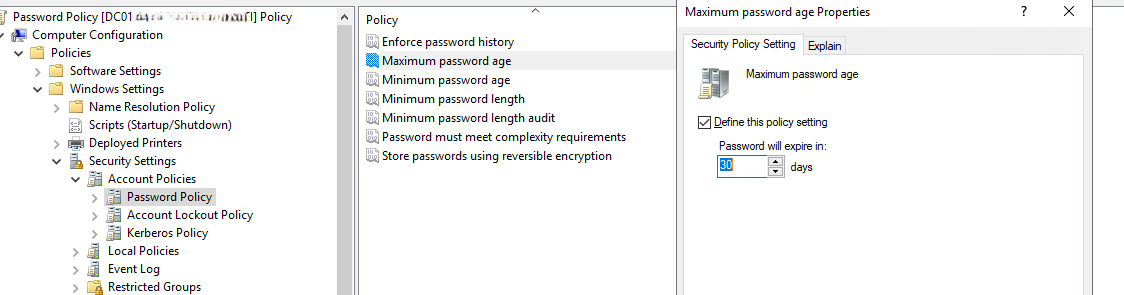 Password Policy [DC01 I] Policy
Computer Configuration
Policies
Software Settings
Windows Settings
Name Resolution Policy
Scripts (Startup/Shutdown)
Deployed Printers
Security Settings
Account Policies
Password Policy
Account Lockout Policy
Kerberos Policy
Local Policies
Event Log
Restricted Groups
Policy
Enforce password history
Maximum password age
Minimum password age
Minimum password length
Minimum password length audit
Password must meet complexity requirements
Store passwords using reversible encryption
Maximum password age Properties
Security Policy Setting
Explain
Maximum password age
Define this policy setting
Password will expire in:
30 days